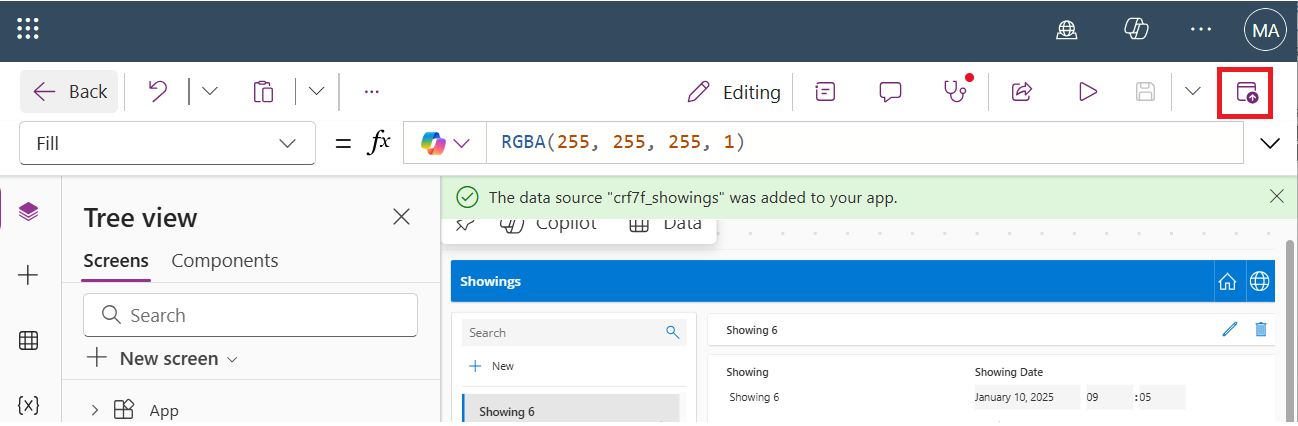 MA
Back
Editing
Fill
= fx
RGBA(255, 255, 255, 1)
Tree view
Screens Components
Search
New screen
App
The data source "crf7f_showings" was added to your app.
Copilot Data
Showings
Search
New
Showing 6
Showing 6
Showing Showing Date
Showing 6 January 10, 2025 09 :05
{x}